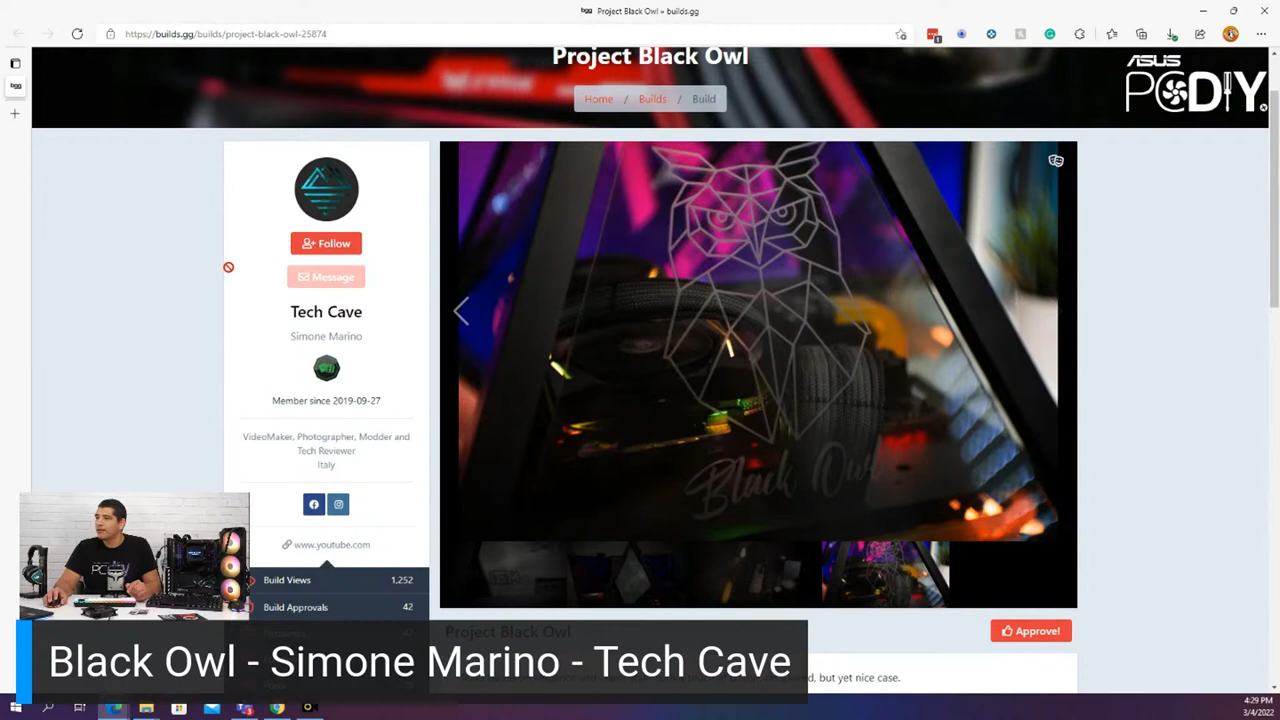 Project Black Owl » builds.gg
https://builds.gg/builds/project-black-owl-25874
Project Black Owl
Home / Builds / Build
ASUS
PCDIY
Follow
Message
Tech Cave
Simone Marino
Member since 2019-09-27
VideoMaker, Photographer, Modder and
Tech Reviewer
Italy
www.youtube.com
Build Views 1,252
Build Approvals 42
Black Owl
Project Black Owl
Approve!
, but yet nice case.
Black Owl - Simone Marino - Tech Cave
4:29 PM
3/4/2022